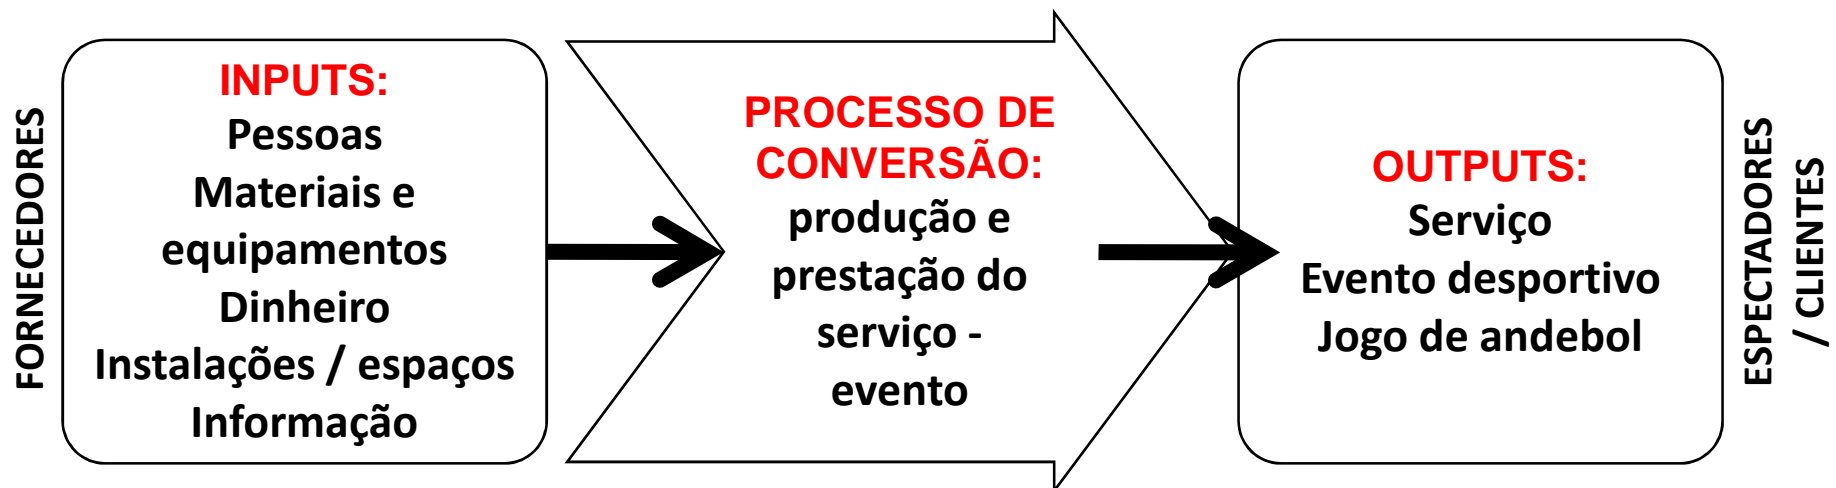 FORNECEDORES
INPUTS:
Pessoas
Materiais e
equipamentos
Dinheiro
Instalações / espaços
Informação
PROCESSO DE
CONVERSÃO:
produção e
prestação do
serviço -
evento
OUTPUTS:
Serviço
Evento desportivo
Jogo de andebol
ESPECTADORES
/ CLIENTES